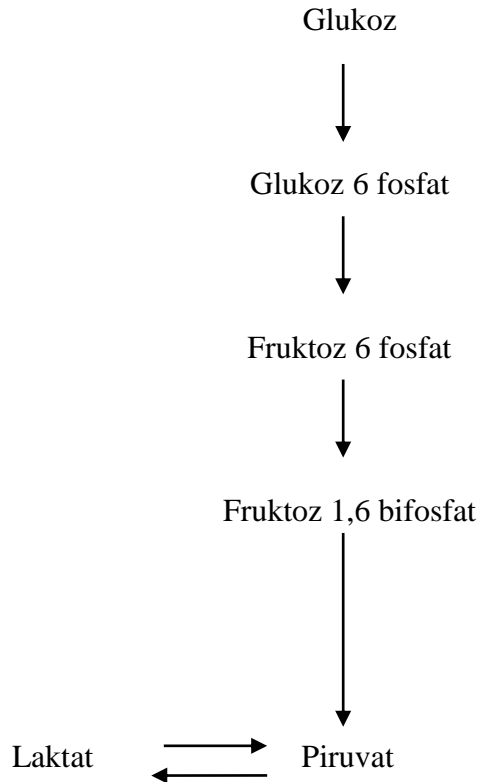 Glukoz
Glukoz 6 fosfat
Fruktoz 6 fosfat
Fruktoz 1,6 bifosfat
Laktat Piruvat